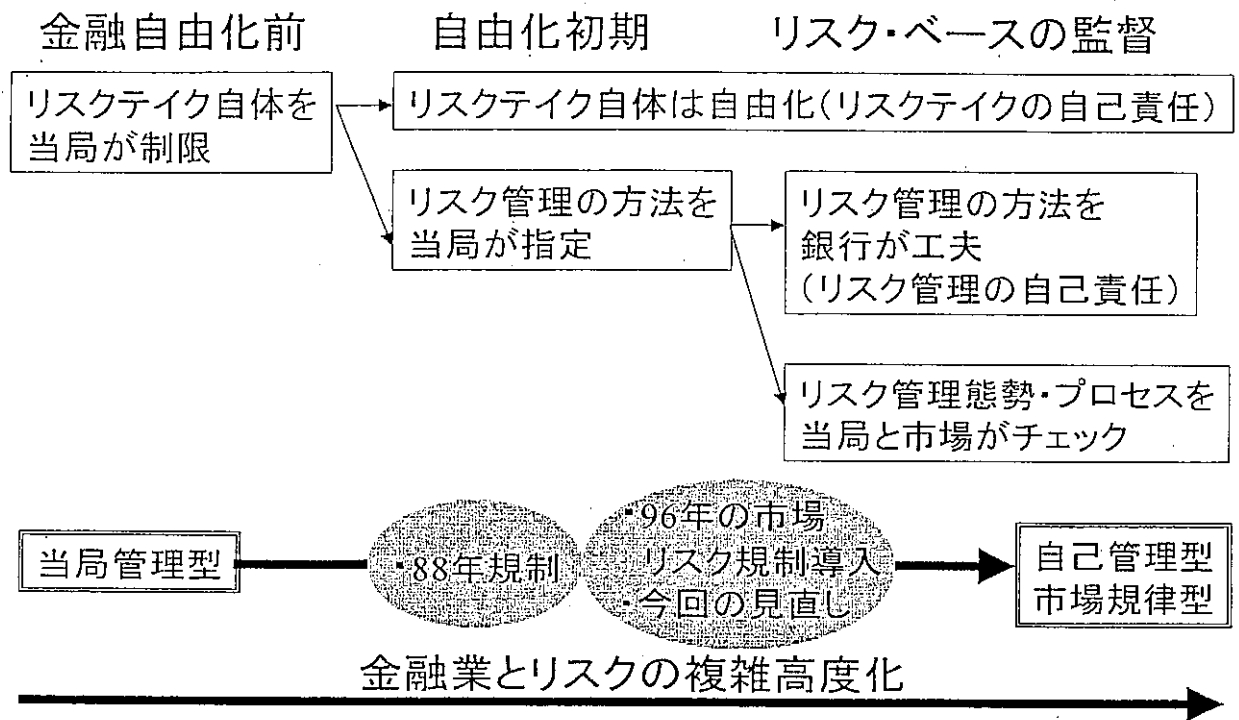 金融自由化前
自由化初期
リスク・ベースの監督
リスクテイク自体を
当局が制限
リスクテイク自体は自由化(リスクテイクの自己責任)
リスク管理の方法を
当局が指定
リスク管理の方法を
銀行が工夫
(リスク管理の自己責任)
リスク管理態勢・プロセスを
当局と市場がチェック
当局管理型
・88年規制
・96年の市場
リスク規制導入
・今回の見直し
自己管理型
市場規律型
金融業とリスクの複雑高度化